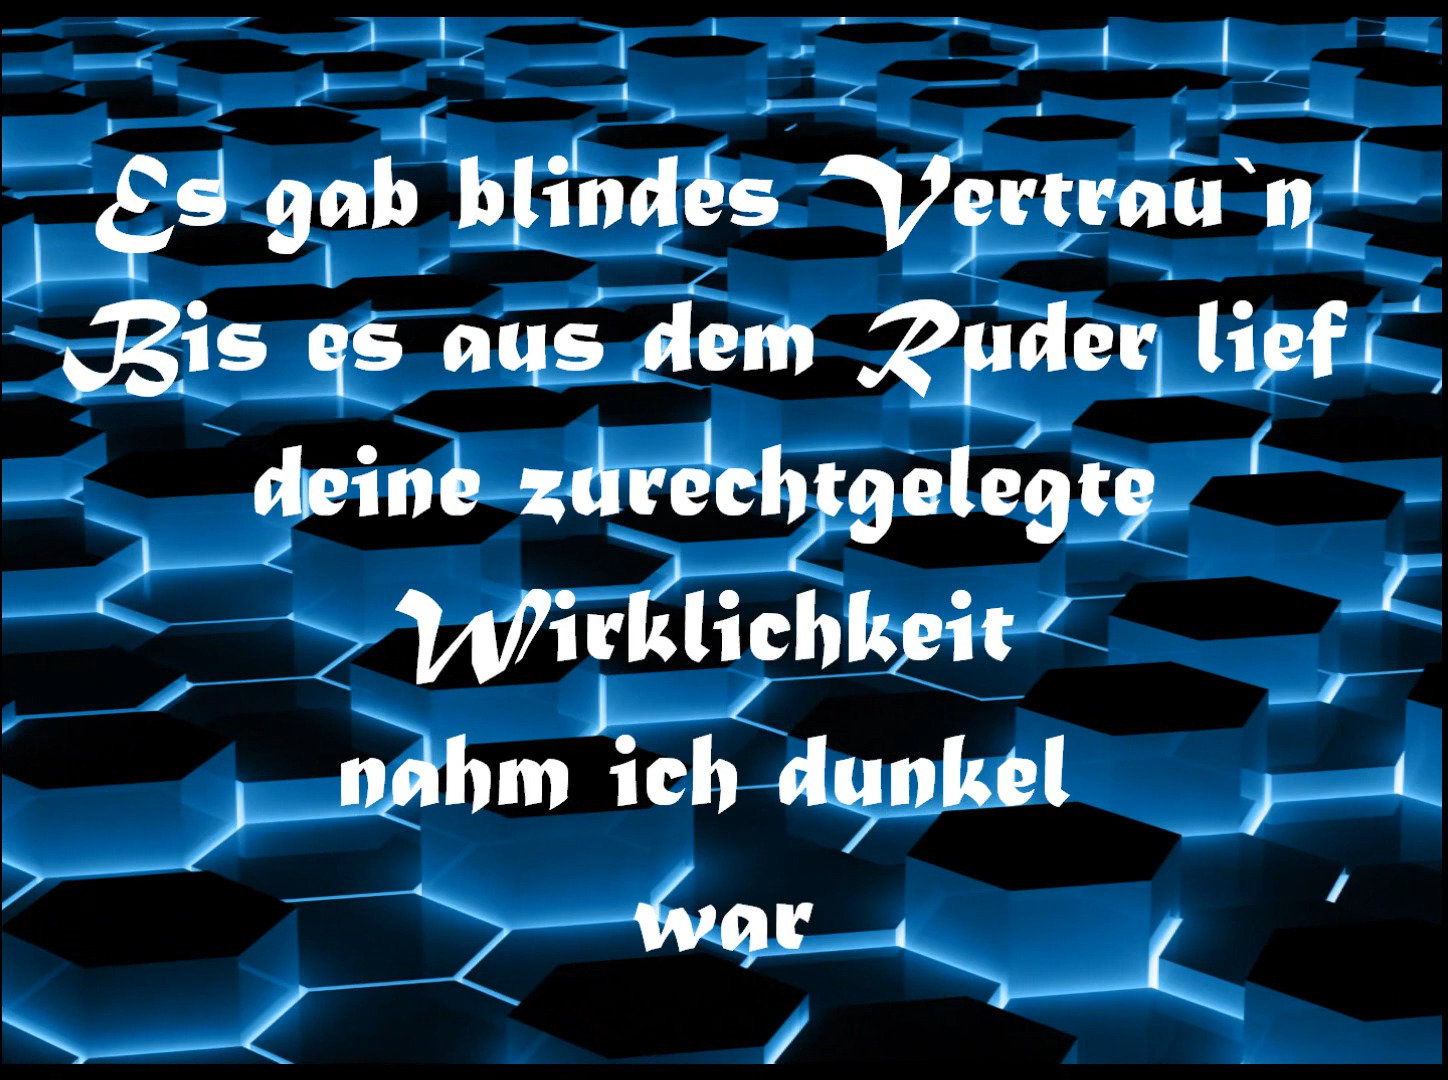 Es gab blindes Vertrau`n
Bis es aus dem Ruder lief
deine zurechtgelegte
Wirklichkeit
nahm ich dunkel
war